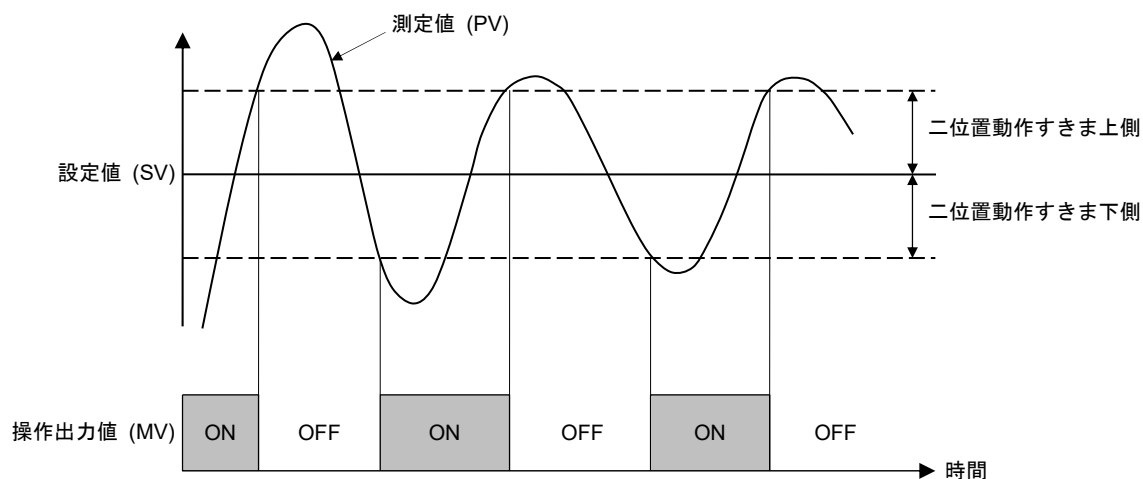 測定値 (PV)
二位置動作すきま上側
設定値 (SV)
二位置動作すきま下側
操作出力値 (MV)
ON
OFF
ON
OFF
ON
OFF
時間